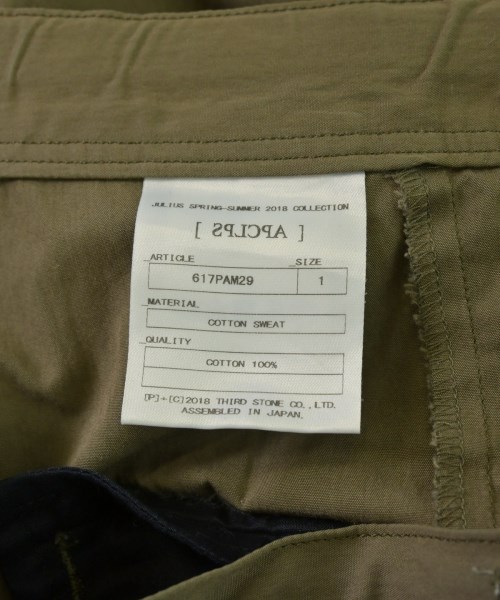 JULIUS SPRING-SUMMER 2018 COLLECTION
[ APCLPS ]
_ARTICLE _SIZE
617PAM29 1
_MATERIAL
COTTON SWEAT
_QUALITY
COTTON 100%
[P]+[C]2018 THIRD STONE CO.,LTD.
ASSEMBLED IN JAPAN.